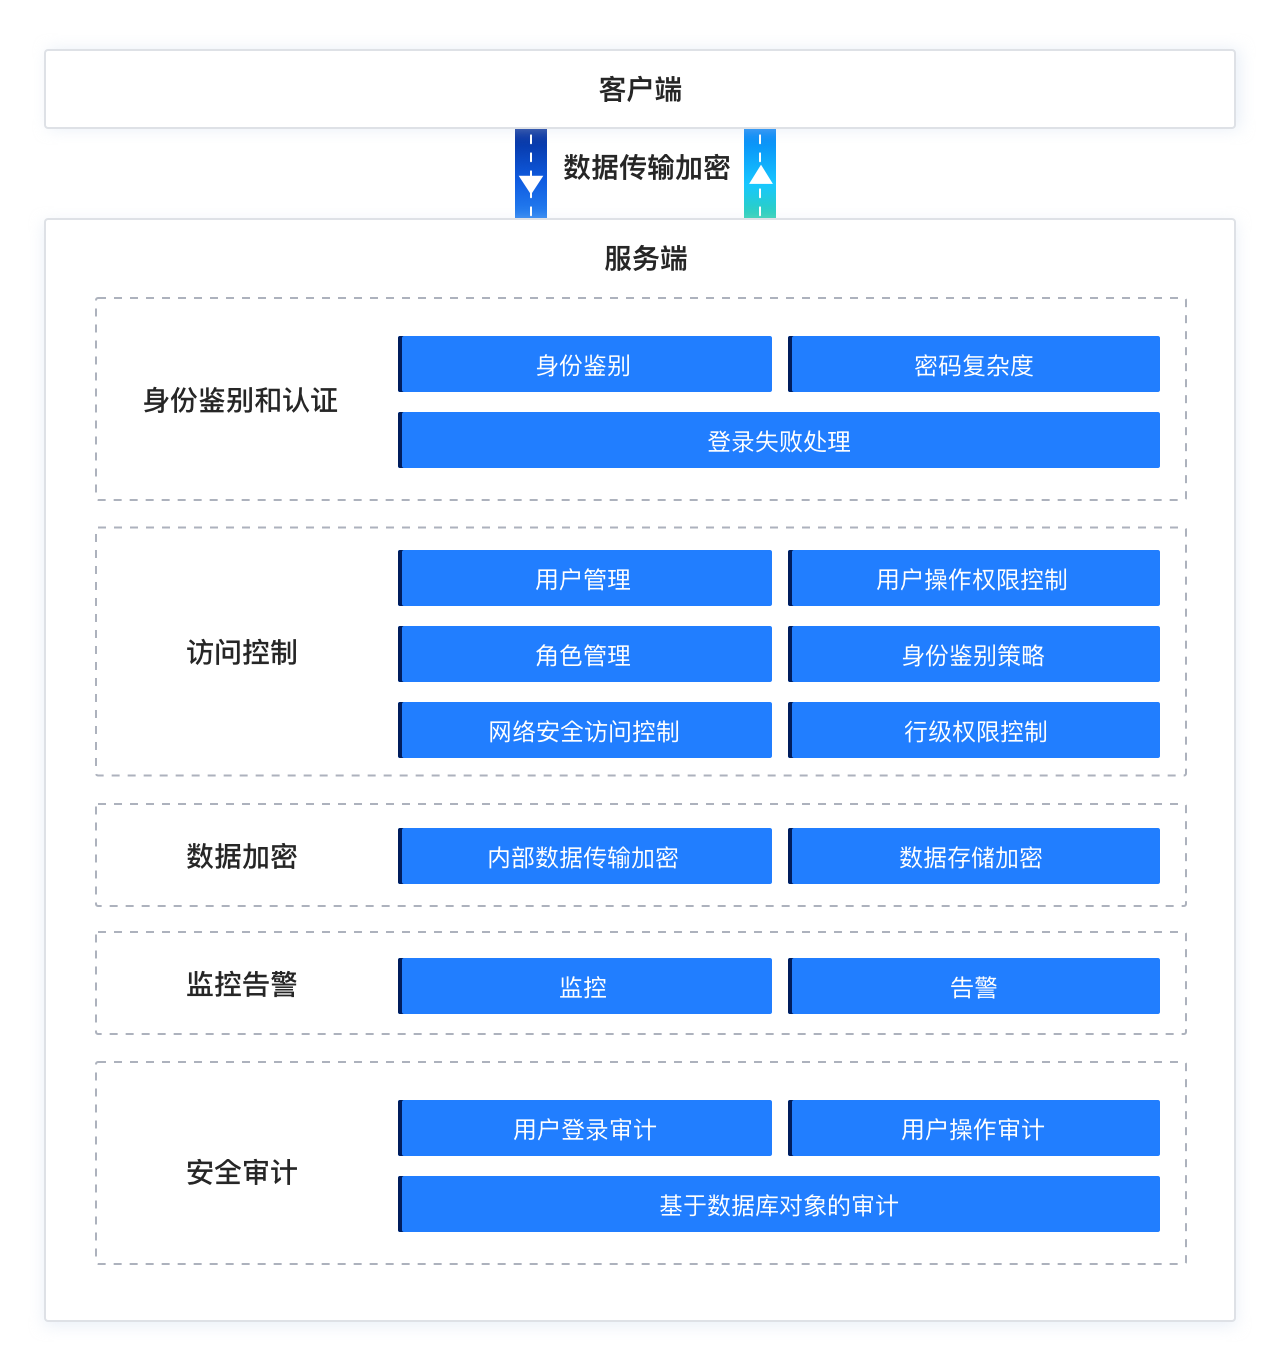 客户端
数据传输加密
服务端
身份鉴别和认证
身份鉴别
密码复杂度
登录失败处理
访问控制
用户管理
用户操作权限控制
角色管理
身份鉴别策略
网络安全访问控制
行级权限控制
数据加密
内部数据传输加密
数据存储加密
监控告警
监控
告警
安全审计
用户登录审计
用户操作审计
基于数据库对象的审计